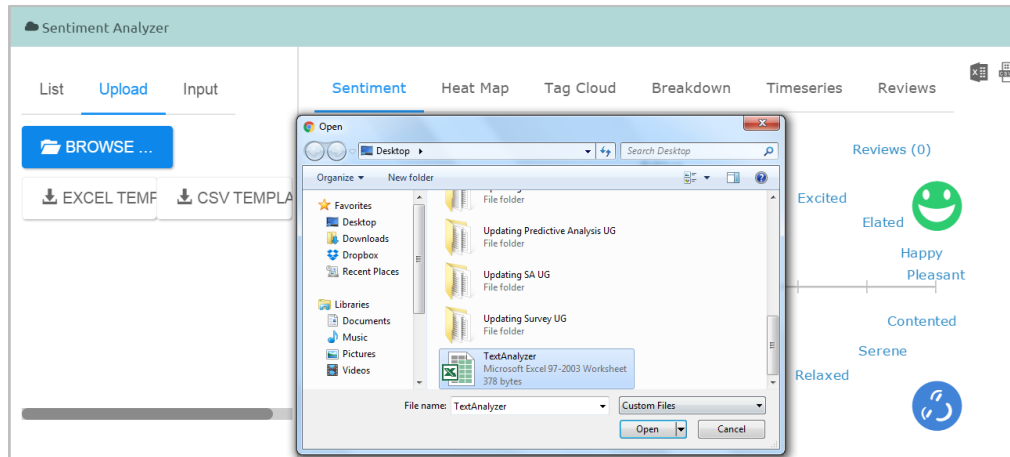 Sentiment Analyzer
List Upload Input
Sentiment Heat Map Tag Cloud Breakdown Timeseries Reviews
BROWSE ...
EXCEL TEMP CSV TEMPLA
Open
Desktop
Search Desktop
Organize New folder
Favorites
Desktop
Downloads
Dropbox
Recent Places
Libraries
Documents
Music
Pictures
Videos
File folder
Updating Predictive Analysis UG
File folder
Updating SA UG
File folder
Updating Survey UG
File folder
TextAnalyzer
Microsoft Excel 97-2003 Worksheet
378 bytes
File name: TextAnalyzer Custom Files
Open Cancel
Reviews (0)
Excited
Elated
Happy
Pleasant
Contented
Serene
Relaxed